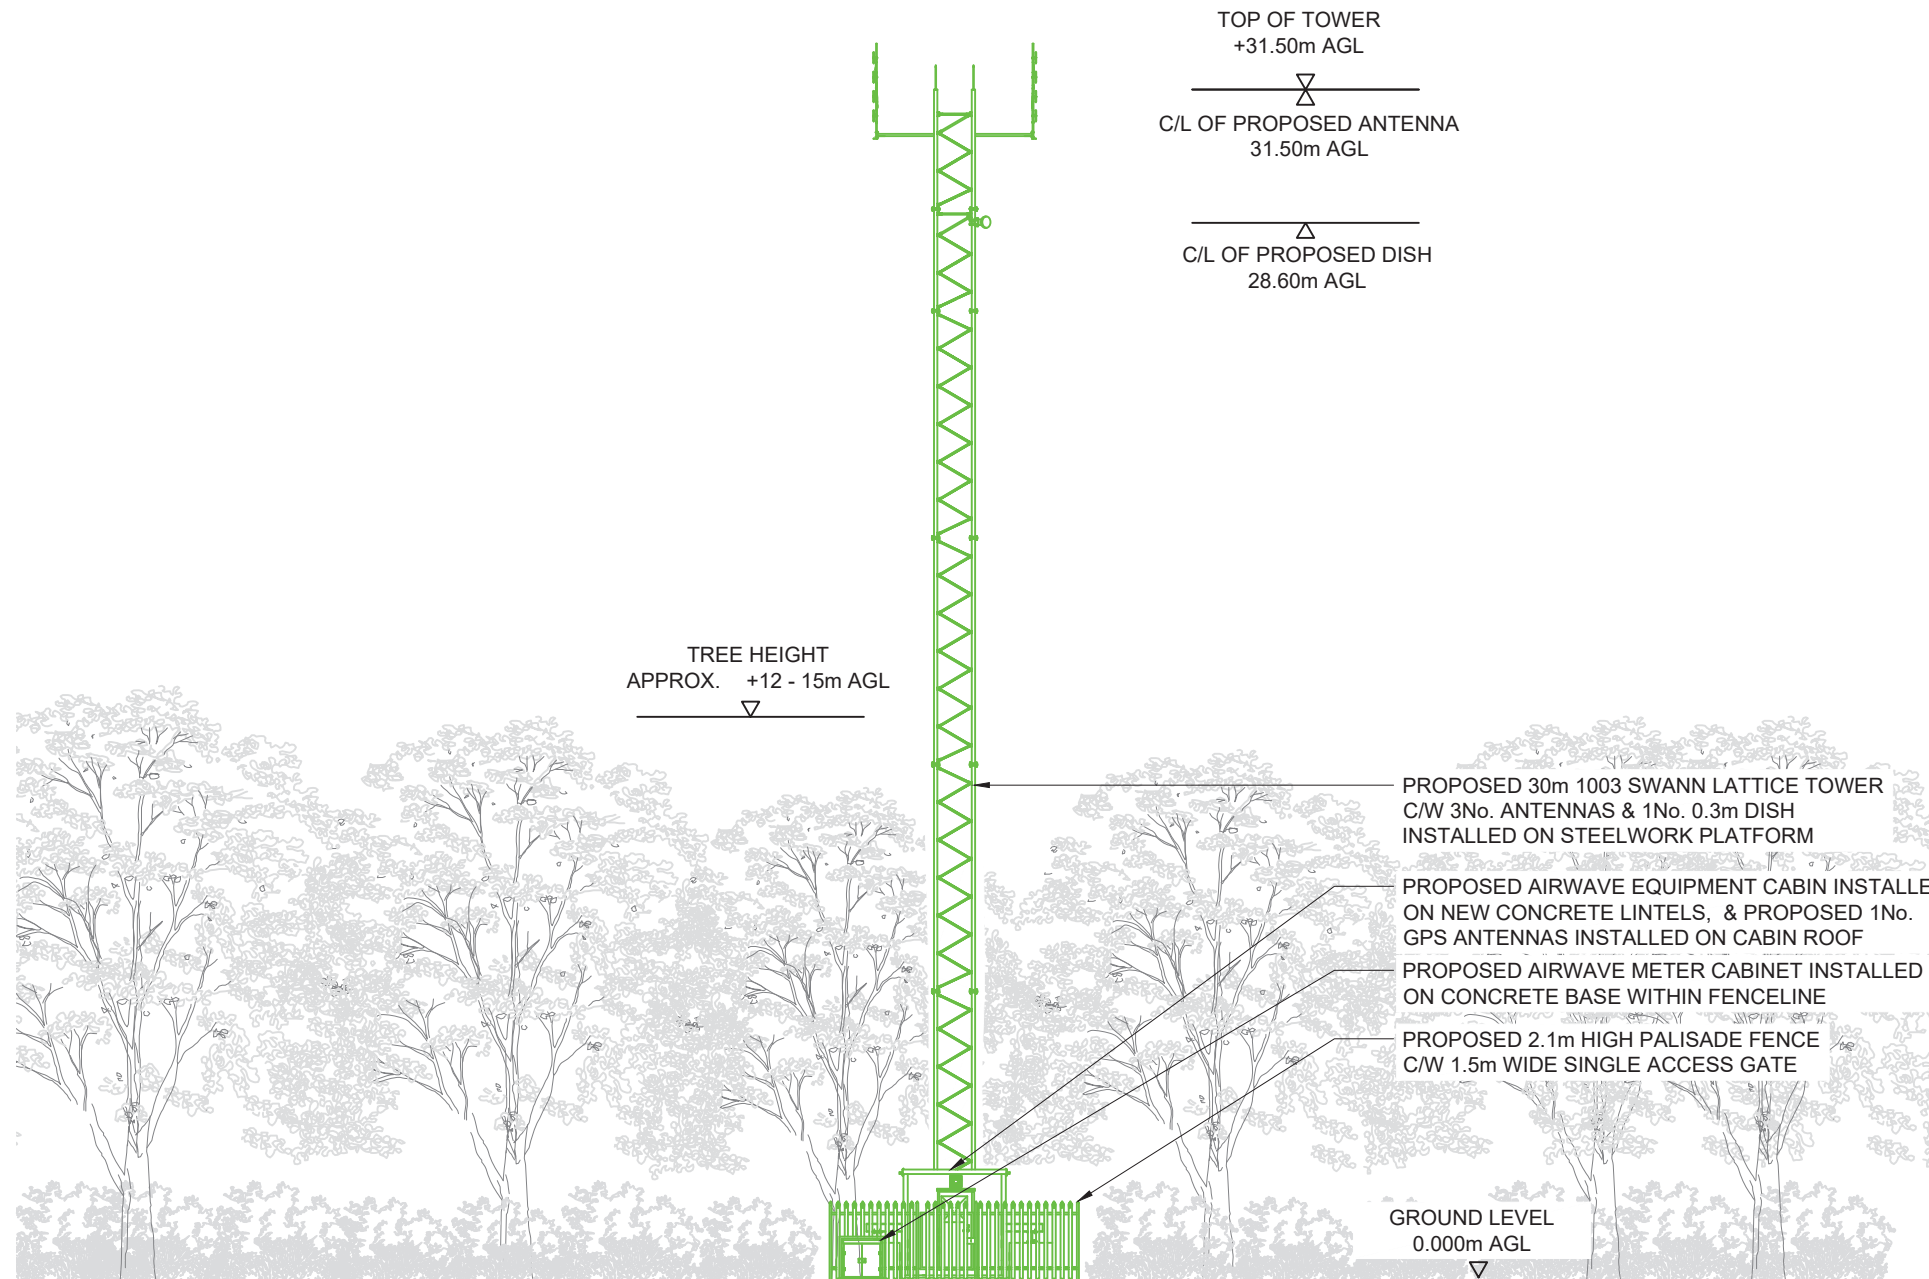 TOP OF TOWER
+31.50m AGL
C/L OF PROPOSED ANTENNA
31.50m AGL
C/L OF PROPOSED DISH
28.60m AGL
TREE HEIGHT
APPROX. +12 - 15m AGL
PROPOSED 30m 1003 SWANN LATTICE TOWER
C/W 3No. ANTENNAS & 1No. 0.3m DISH
INSTALLED ON STEELWORK PLATFORM
PROPOSED AIRWAVE EQUIPMENT CABIN INSTALLE
ON NEW CONCRETE LINTELS, & PROPOSED 1No.
GPS ANTENNAS INSTALLED ON CABIN ROOF
PROPOSED AIRWAVE METER CABINET INSTALLED
ON CONCRETE BASE WITHIN FENCELINE
PROPOSED 2.1m HIGH PALISADE FENCE
C/W 1.5m WIDE SINGLE ACCESS GATE
GROUND LEVEL
0.000m AGL